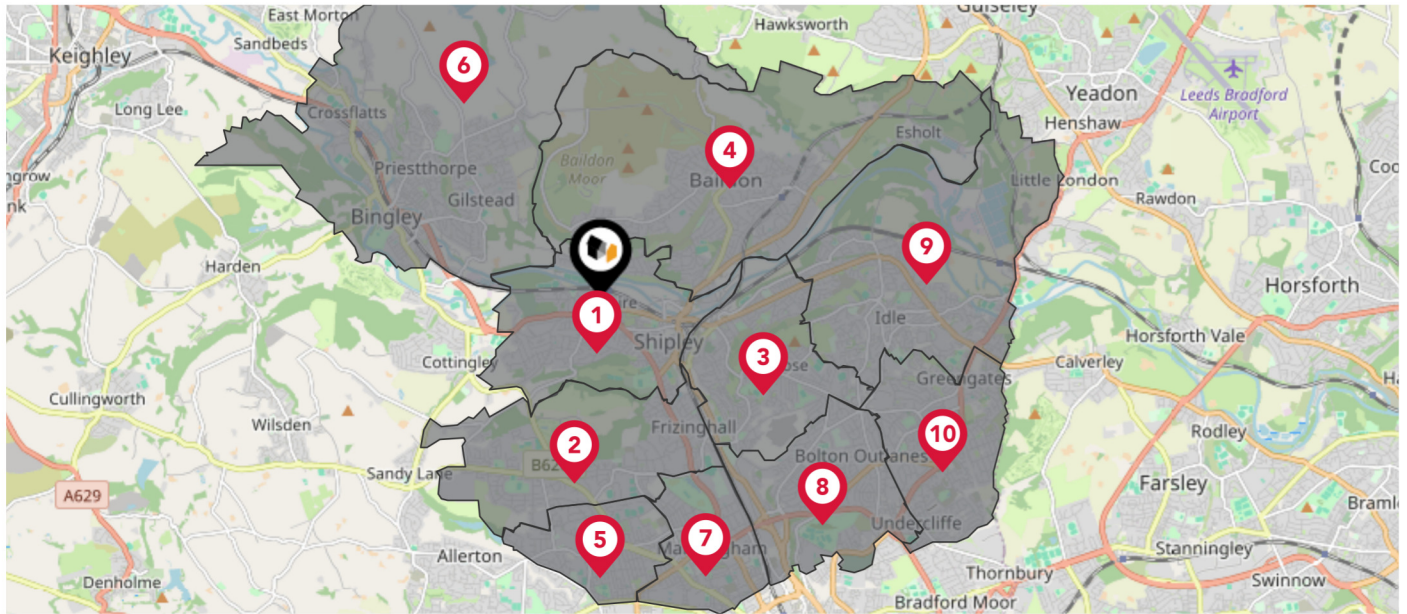 East Morton
Hawksworth
Guiseley
Keighley
Sandbeds
6
Yeadon
Leeds Bradford
Airport
Long Lee
Crossflatts
Esholt
Henshaw
4
Baildon
Moor
Priestthorpe
Little London
Gilstead
Rawdon
Bingley
9
Harden
Horsforth
1
Idle
Shipley
Horsforth Vale
3
Cottingley
Calverley
Greengates
Cullingworth
Wilsden
Frizinghall
10
Rodley
2
Bolton Outlanes
Sandy Lane
A629
8
Farsley
Undercliffe
5
7
Allerton
Stanningley
Denholme
Thornbury
Swinnow
Bradford Moor